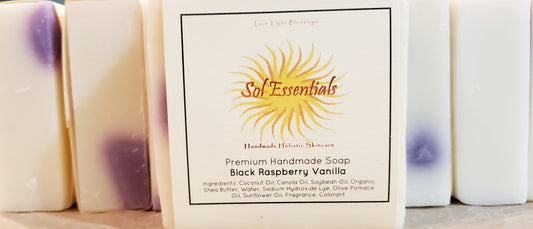 Love Light Blessings
Sol Essentials
Handmade Holistic Skincare
Premium Handmade Soap
Black Raspberry Vanilla
Ingredients: Coconut Oil, Canola Oil, Soybean Oil, Organic
Shea Butter, Water, Sodium Hydroxide Lye, Olive Pomace
Oil, Sunflower Oil, Fragrance, Colorant